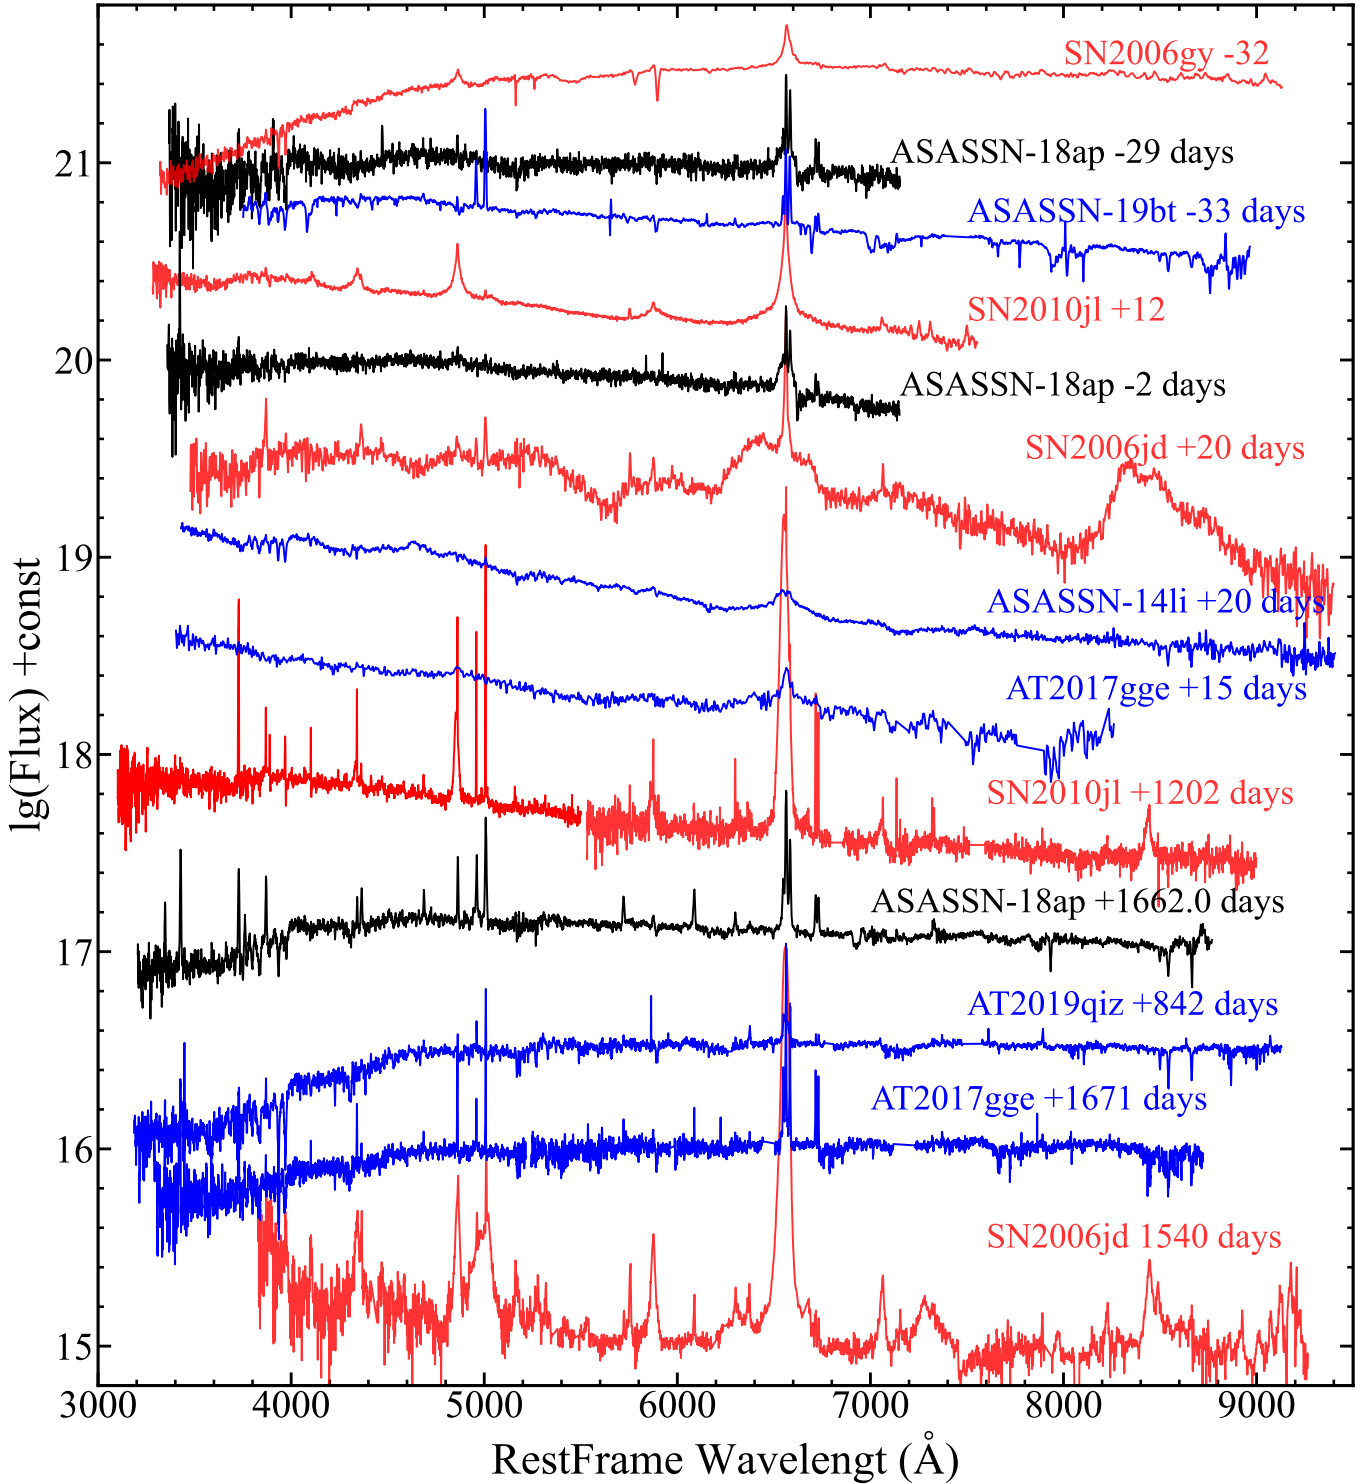 SN2006gy -32
ASASSN-18ap -29 days
21
ASASSN-19bt -33 days
SN2010jl +12
20
ASASSN-18ap -2 days
SN2006jd +20 days
19
ASASSN-14li +20 days
AT2017gge +15 days
18
SN2010jl +1202 days
ASASSN-18ap +1662.0 days
17
AT2019qiz +842 days
AT2017gge +1671 days
16
SN2006jd 1540 days
15
lg(Flux) +const
3000 4000 5000 6000 7000 8000 9000
RestFrame Wavelengt (Å)